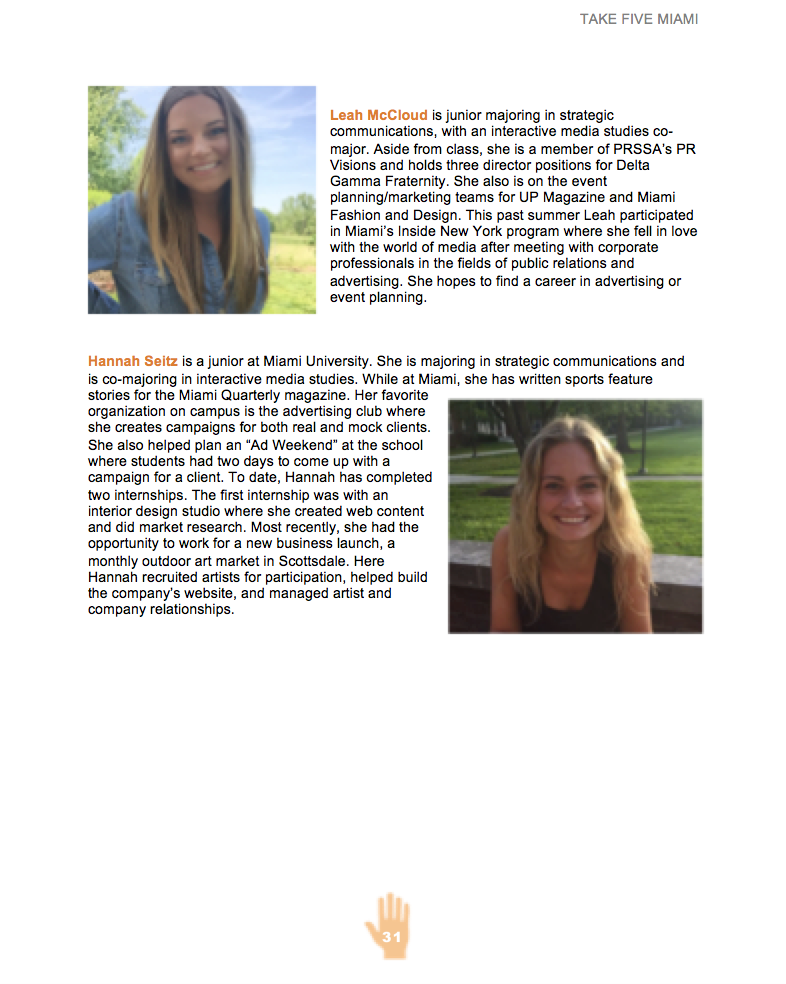 TAKE FIVE MIAMI
Leah McCloud is junior majoring in strategic
communications, with an interactive media studies co-
major. Aside from class, she is a member of PRSSA's PR
Visions and holds three director positions for Delta
Gamma Fraternity. She also is on the event
planning/marketing teams for UP Magazine and Miami
Fashion and Design. This past summer Leah participated
in Miami's Inside New York program where she fell in love
with the world of media after meeting with corporate
professionals in the fields of public relations and
advertising. She hopes to find a career in advertising or
event planning.
Hannah Seitz is a junior at Miami University. She is majoring in strategic communications and
is co-majoring in interactive media studies. While at Miami, she has written sports feature
stories for the Miami Quarterly magazine. Her favorite
organization on campus is the advertising club where
she creates campaigns for both real and mock clients.
She also helped plan an “Ad Weekend” at the school
where students had two days to come up with a
campaign for a client. To date, Hannah has completed
two internships. The first internship was with an
interior design studio where she created web content
and did market research. Most recently, she had the
opportunity to work for a new business launch, a
monthly outdoor art market in Scottsdale. Here
Hannah recruited artists for participation, helped build
the company's website, and managed artist and
company relationships.
31